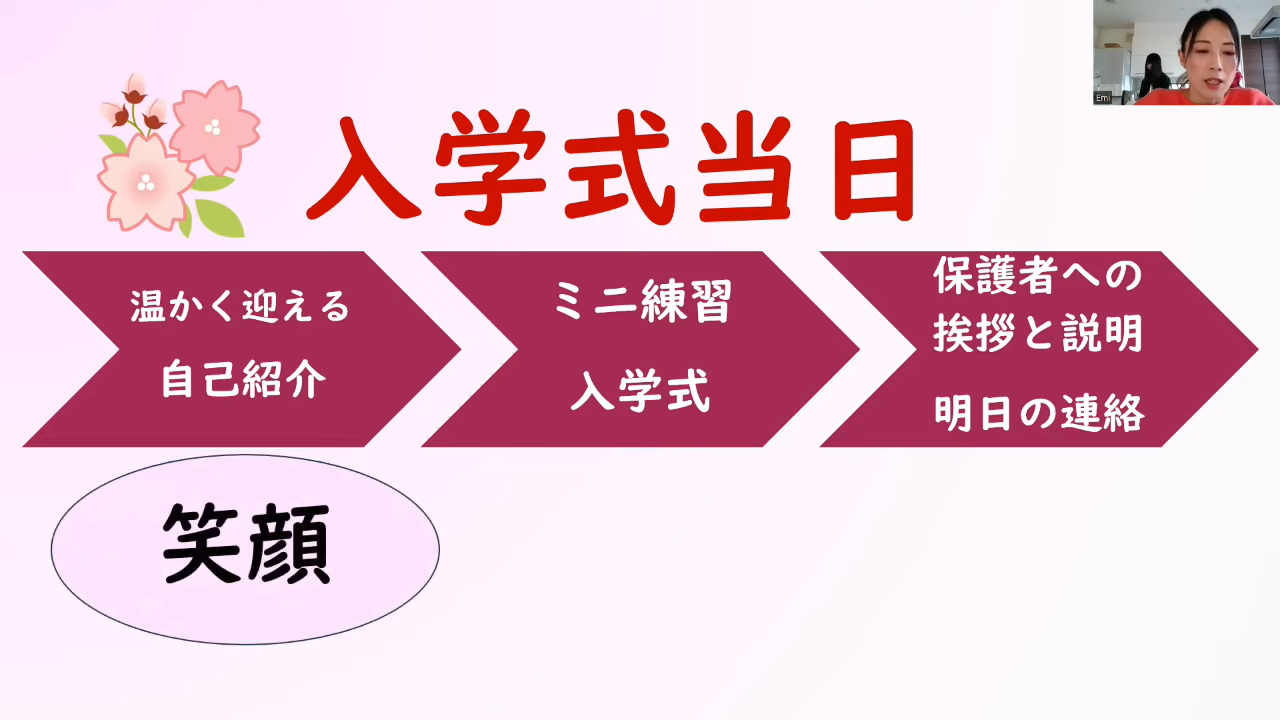 Emi
入学式当日
温かく迎える
自己紹介
ミニ練習
入学式
保護者への
挨拶と説明
明日の連絡
笑顔